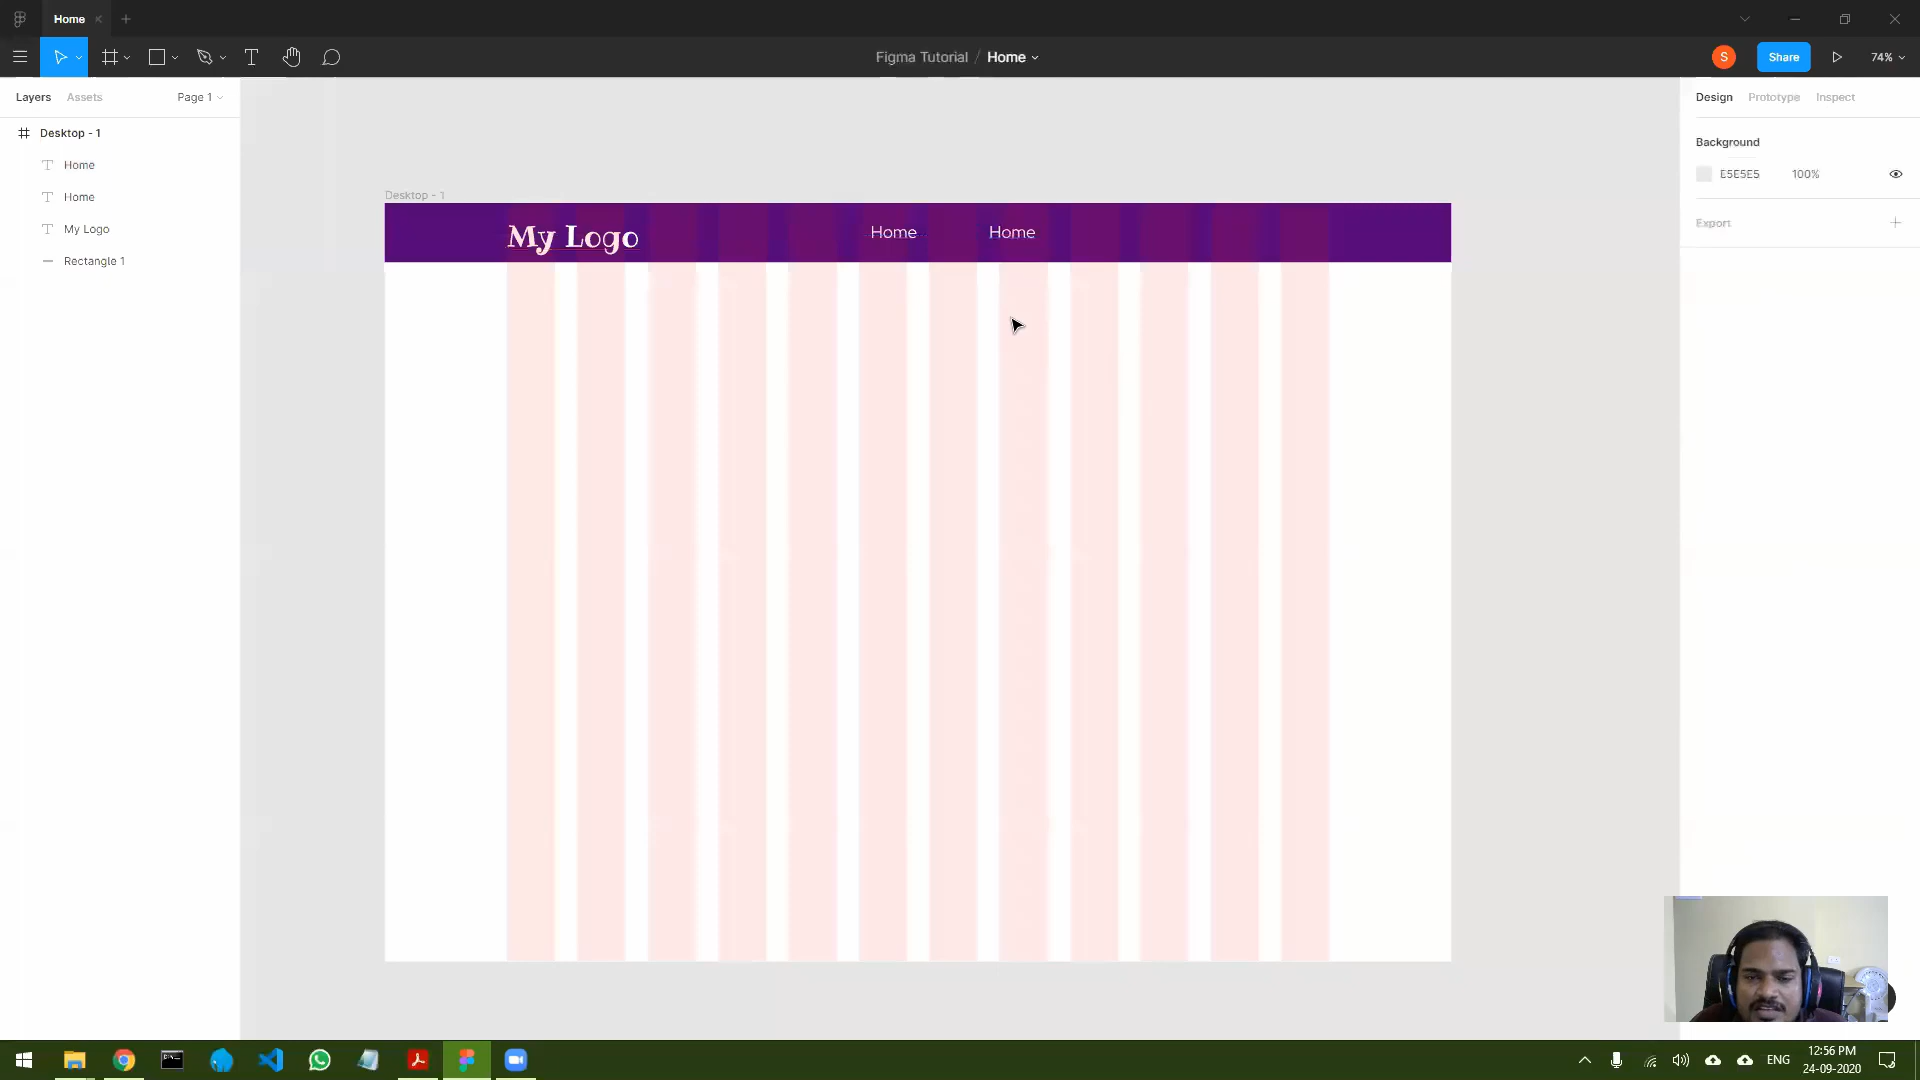 Home
Figma Tutorial / Home
S
Share
74%
Layers
Assets
Page 1
Design
Prototype
Inspect
Desktop - 1
Home
Home
My Logo
Rectangle 1
Background
E5E5E5
100%
Export
Desktop - 1
My Logo
Home
Home
ENG
12:56 PM
24-09-2020